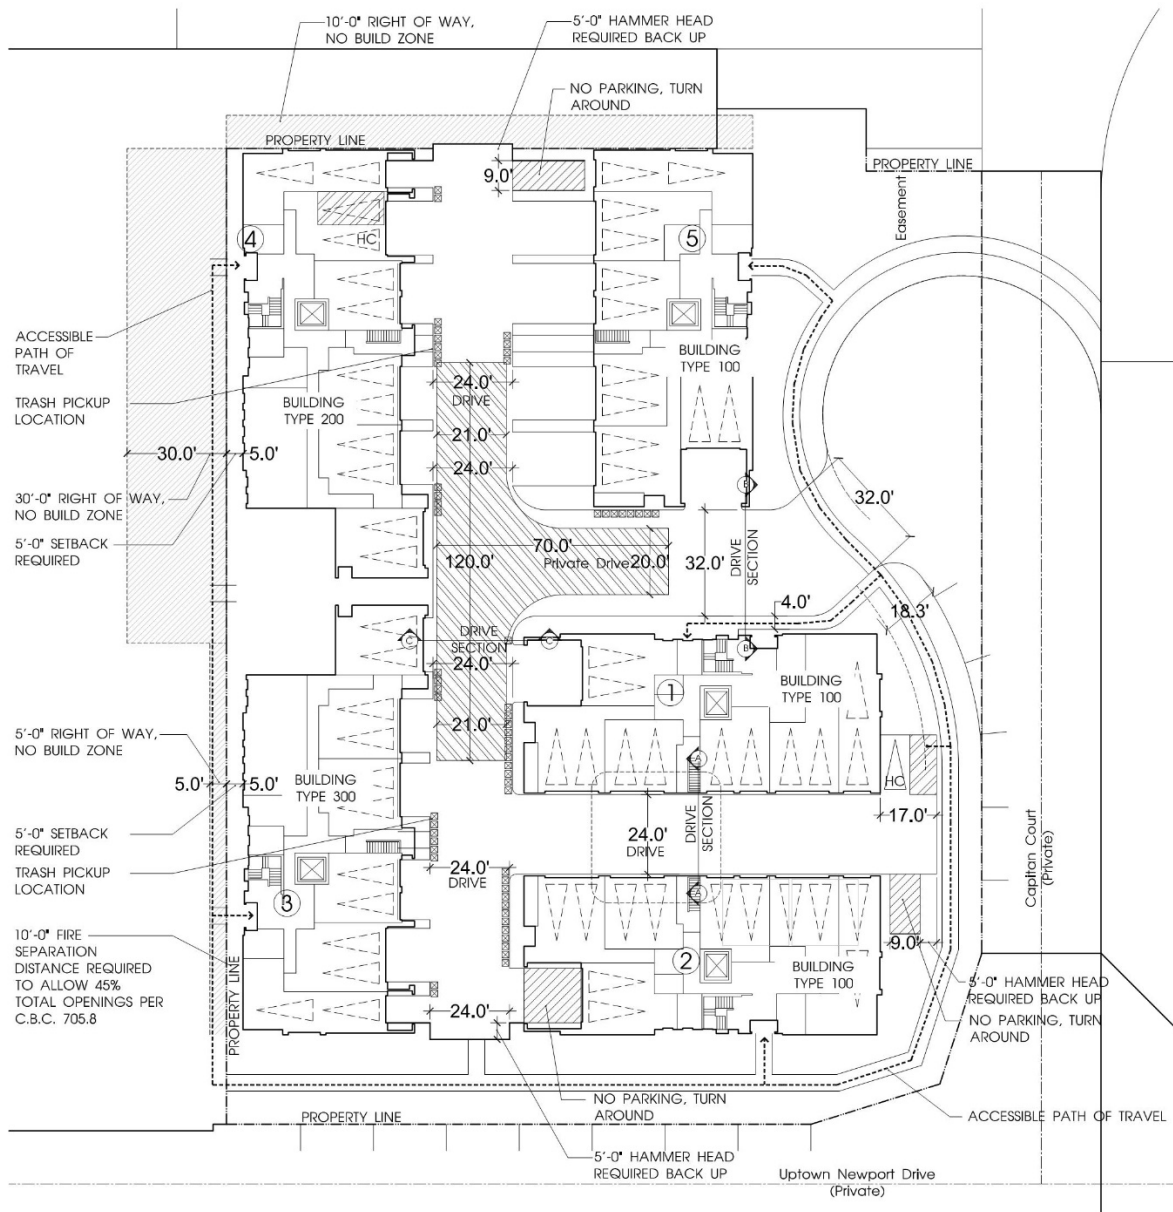 10'-0" RIGHT OF WAY,
NO BUILD ZONE
5'-0" HAMMER HEAD
REQUIRED BACK UP
NO PARKING, TURN
AROUND
PROPERTY LINE
PROPERTY LINE
9.0'
Easement
4
HC
5
ACCESSIBLE
PATH OF
TRAVEL
TRASH PICKUP
LOCATION
BUILDING
TYPE 200
24.0'
DRIVE
21.0'
24.0'
BUILDING
TYPE 100
30.0'
5.0'
30'-0" RIGHT OF WAY,
NO BUILD ZONE
5'-0" SETBACK
REQUIRED
32.0'
70.0'
Private Drive
120.0'
20.0'
32.0'
DRIVE
SECTION
4.0'
18.3'
DRIVE
SECTION
C
C
B
B
24.0'
21.0'
1
BUILDING
TYPE 100
5'-0" RIGHT OF WAY,
NO BUILD ZONE
5.0'
5.0'
BUILDING
TYPE 300
HC
17.0'
5'-0" SETBACK
REQUIRED
TRASH PICKUP
LOCATION
24.0'
DRIVE
24.0'
DRIVE
DRIVE
SECTION
Capitan Court
(Private)
3
2
10'-0" FIRE
SEPARATION
DISTANCE REQUIRED
TO ALLOW 45%
TOTAL OPENINGS PER
C.B.C. 705.8
PROPERTY LINE
24.0'
BUILDING
TYPE 100
9.0'
5'-0" HAMMER HEAD
REQUIRED BACK UP
NO PARKING, TURN
AROUND
PROPERTY LINE
NO PARKING, TURN
AROUND
ACCESSIBLE PATH OF TRAVEL
5'-0" HAMMER HEAD
REQUIRED BACK UP
Uptown Newport Drive
(Private)